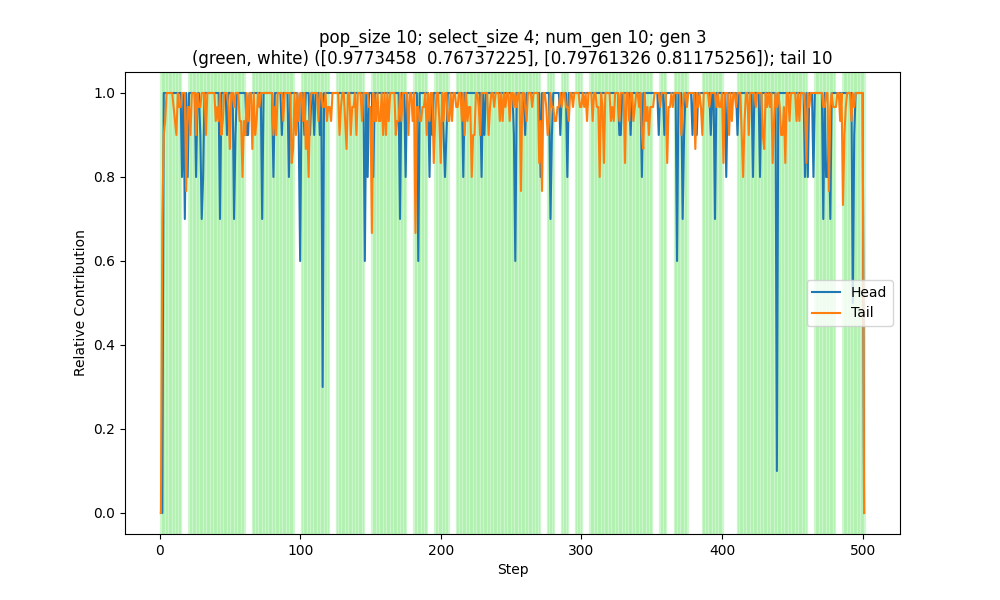 pop_size 10; select_size 4; num_gen 10; gen 3
(green, white) ([0.9773458  0.76737225], [0.79761326 0.81175256]); tail 10
1.0
0.8
0.6
0.4
0.2
0.0
Relative Contribution
Head
Tail
0 100 200 300 400 500
Step